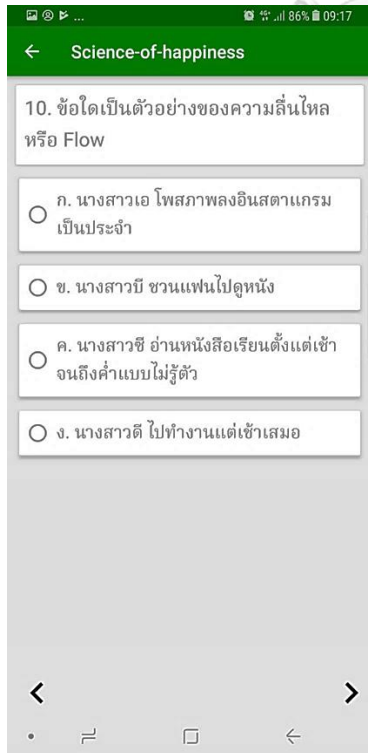 ... 86% 09:17
Science-of-happiness
10. ข้อใดเป็นตัวอย่างของความลื่นไหล
หรือ Flow
ก. นางสาวเอ โพสภาพลงอินสตาแกรม
เป็นประจำ
ข. นางสาวบี ชวนแฟนไปดูหนัง
ค. นางสาวซี อ่านหนังสือเรียนตั้งแต่เช้า
จนถึงค่ำแบบไม่รู้ตัว
ง. นางสาวดี ไปทำงานแต่เช้าเสมอ